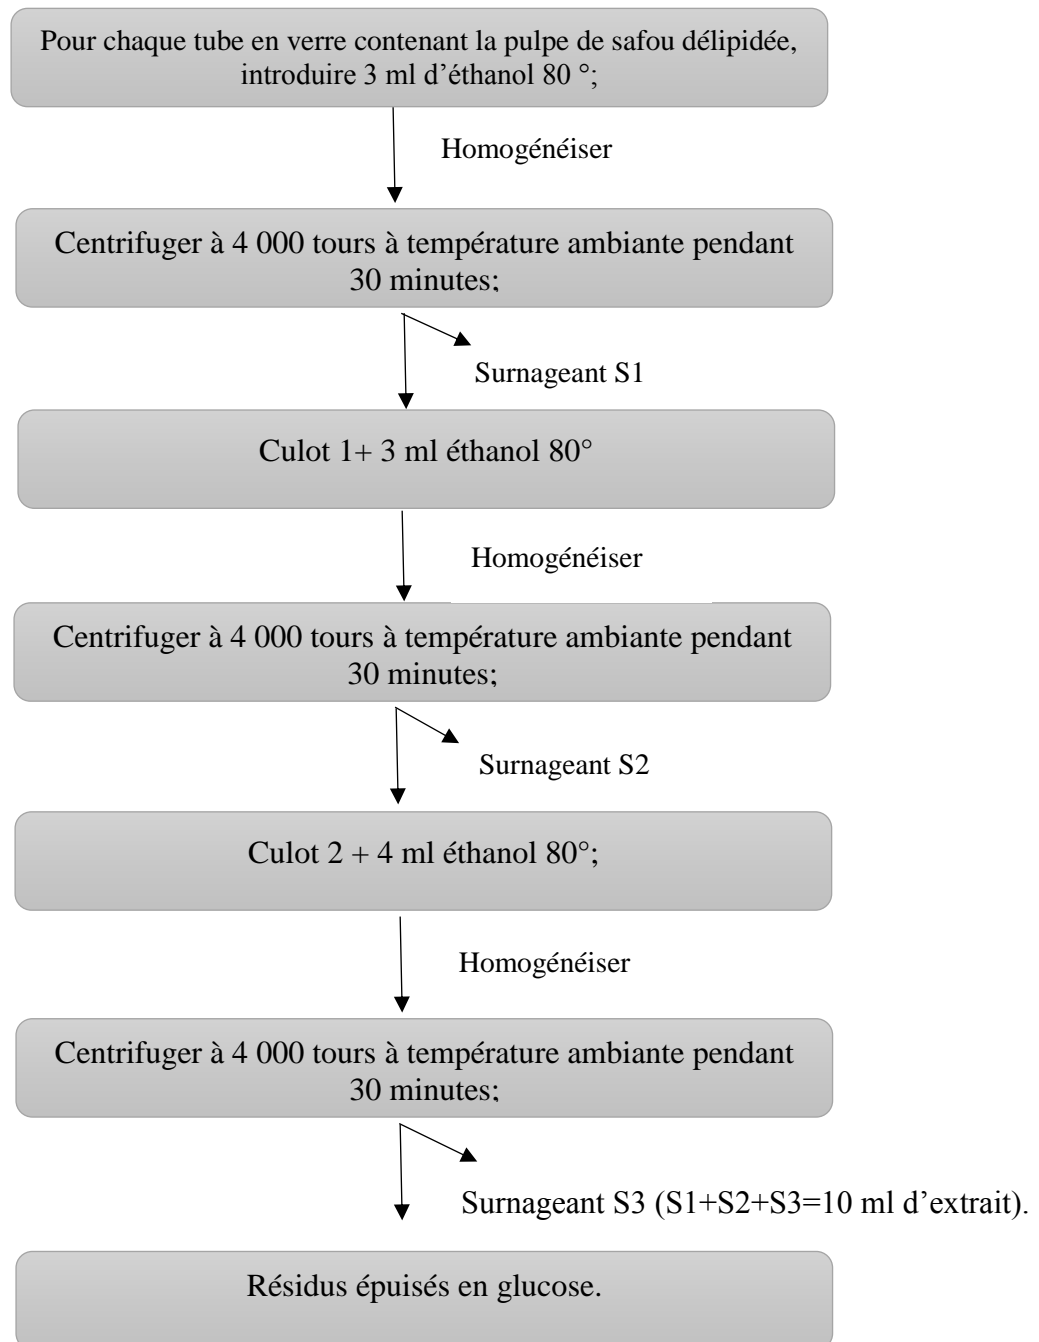 Pour chaque tube en verre contenant la pulpe de safou délipidée,
introduire 3 ml d’éthanol 80 °;
Homogénéiser
Centrifuger à 4 000 tours à température ambiante pendant
30 minutes;
Surnageant S1
Culot 1+ 3 ml éthanol 80°
Homogénéiser
Centrifuger à 4 000 tours à température ambiante pendant
30 minutes;
Surnageant S2
Culot 2 + 4 ml éthanol 80°;
Homogénéiser
Centrifuger à 4 000 tours à température ambiante pendant
30 minutes;
Surnageant S3 (S1+S2+S3=10 ml d’extrait).
Résidus épuisés en glucose.